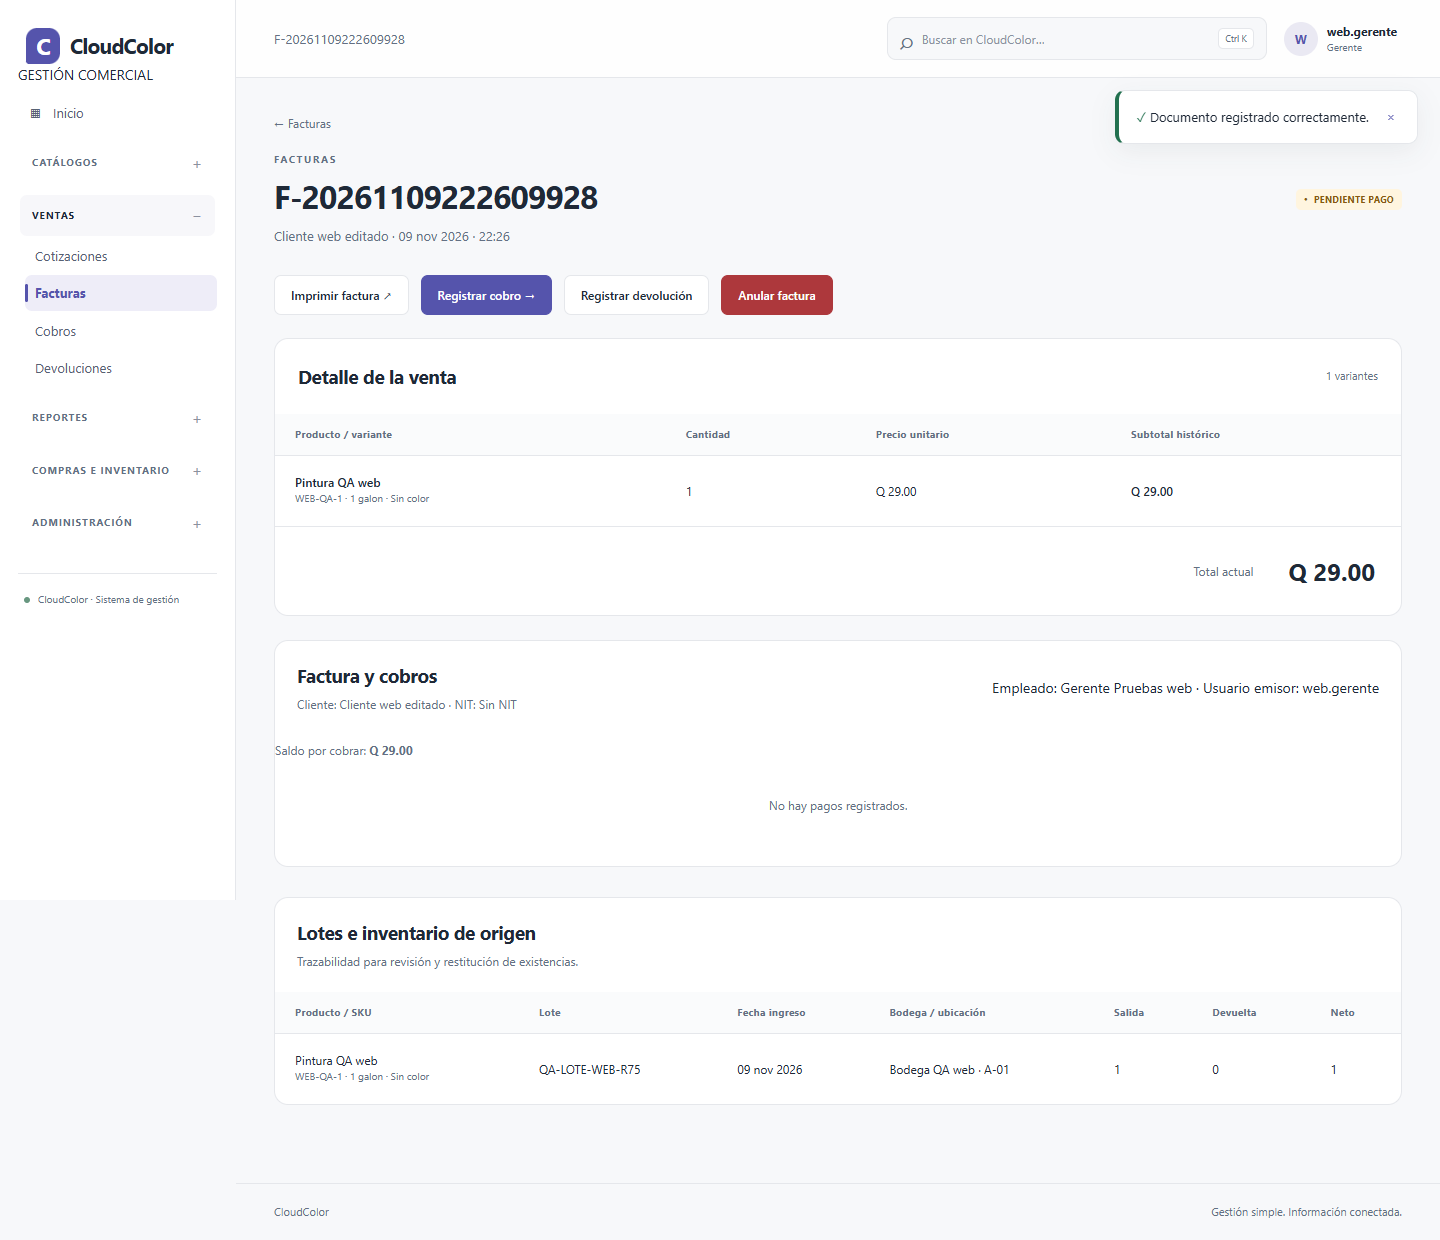 C CloudColor
GESTIÓN COMERCIAL
Inicio
CATÁLOGOS +
VENTAS −
Cotizaciones
Facturas
Cobros
Devoluciones
REPORTES +
COMPRAS E INVENTARIO +
ADMINISTRACIÓN +
CloudColor · Sistema de gestión
F-20261109222609928
Buscar en CloudColor... Ctrl K
W web.gerente
Gerente
✓ Documento registrado correctamente. ×
← Facturas
FACTURAS
F-20261109222609928
• PENDIENTE PAGO
Cliente web editado · 09 nov 2026 · 22:26
Imprimir factura ↗ Registrar cobro → Registrar devolución Anular factura
Detalle de la venta 1 variantes
Producto / variante Cantidad Precio unitario Subtotal histórico
Pintura QA web 1 Q 29.00 Q 29.00
WEB-QA-1 · 1 galon · Sin color
Total actual Q 29.00
Factura y cobros
Cliente: Cliente web editado · NIT: Sin NIT
Empleado: Gerente Pruebas web · Usuario emisor: web.gerente
Saldo por cobrar: Q 29.00
No hay pagos registrados.
Lotes e inventario de origen
Trazabilidad para revisión y restitución de existencias.
Producto / SKU Lote Fecha ingreso Bodega / ubicación Salida Devuelta Neto
Pintura QA web QA-LOTE-WEB-R75 09 nov 2026 Bodega QA web · A-01 1 0 1
WEB-QA-1 · 1 galon · Sin color
CloudColor Gestión simple. Información conectada.